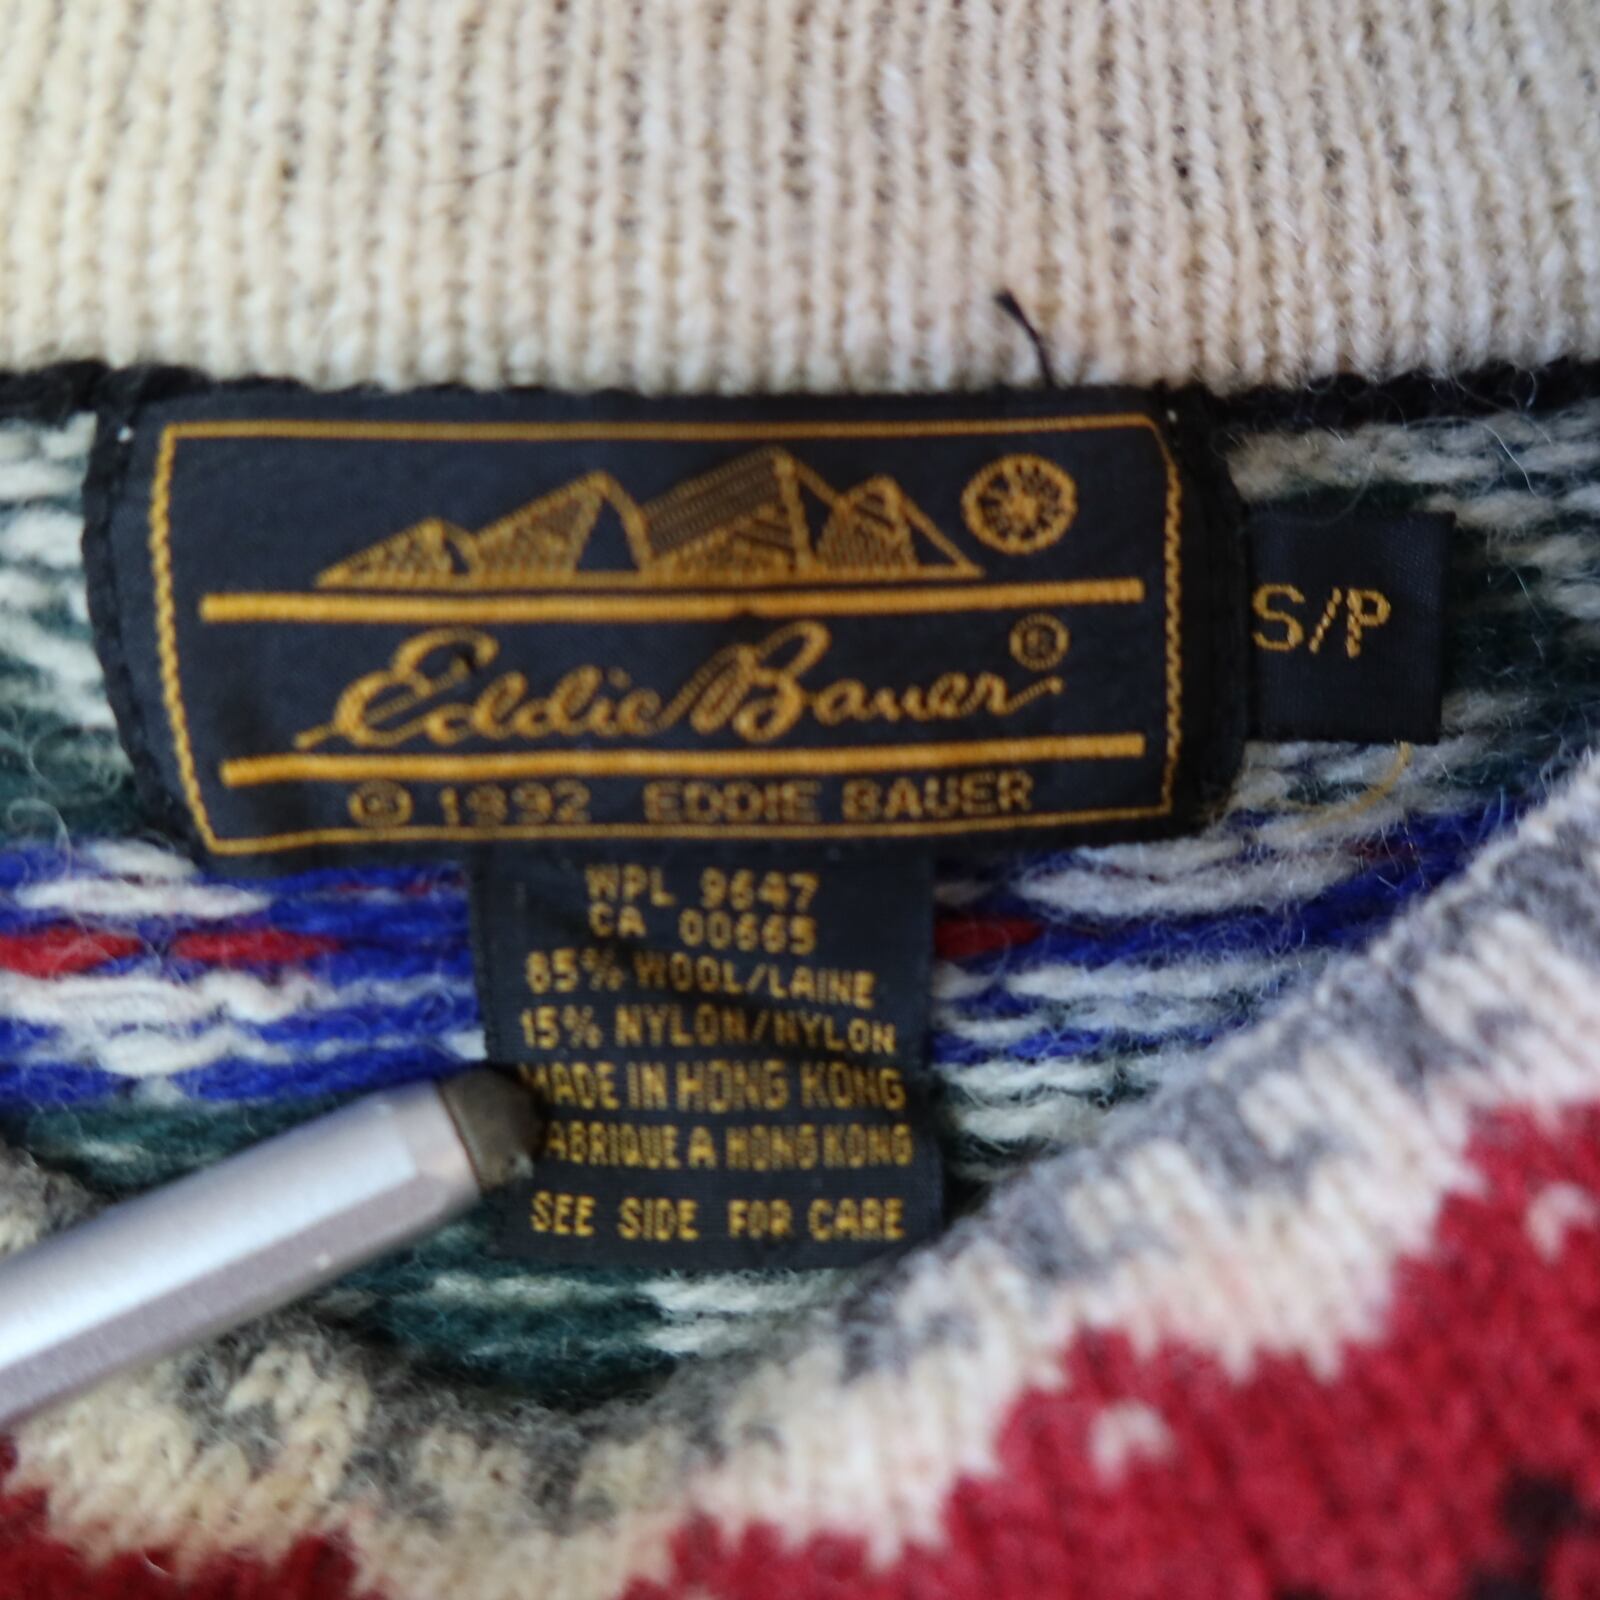 Eddie Bauer®
© 1992 EDDIE BAUER
S/P
WPL 9647
CA 00665
85% WOOL/LAINE
15% NYLON/NYLON
MADE IN HONG KONG
FABRIQUE A HONG KONG
SEE SIDE FOR CARE